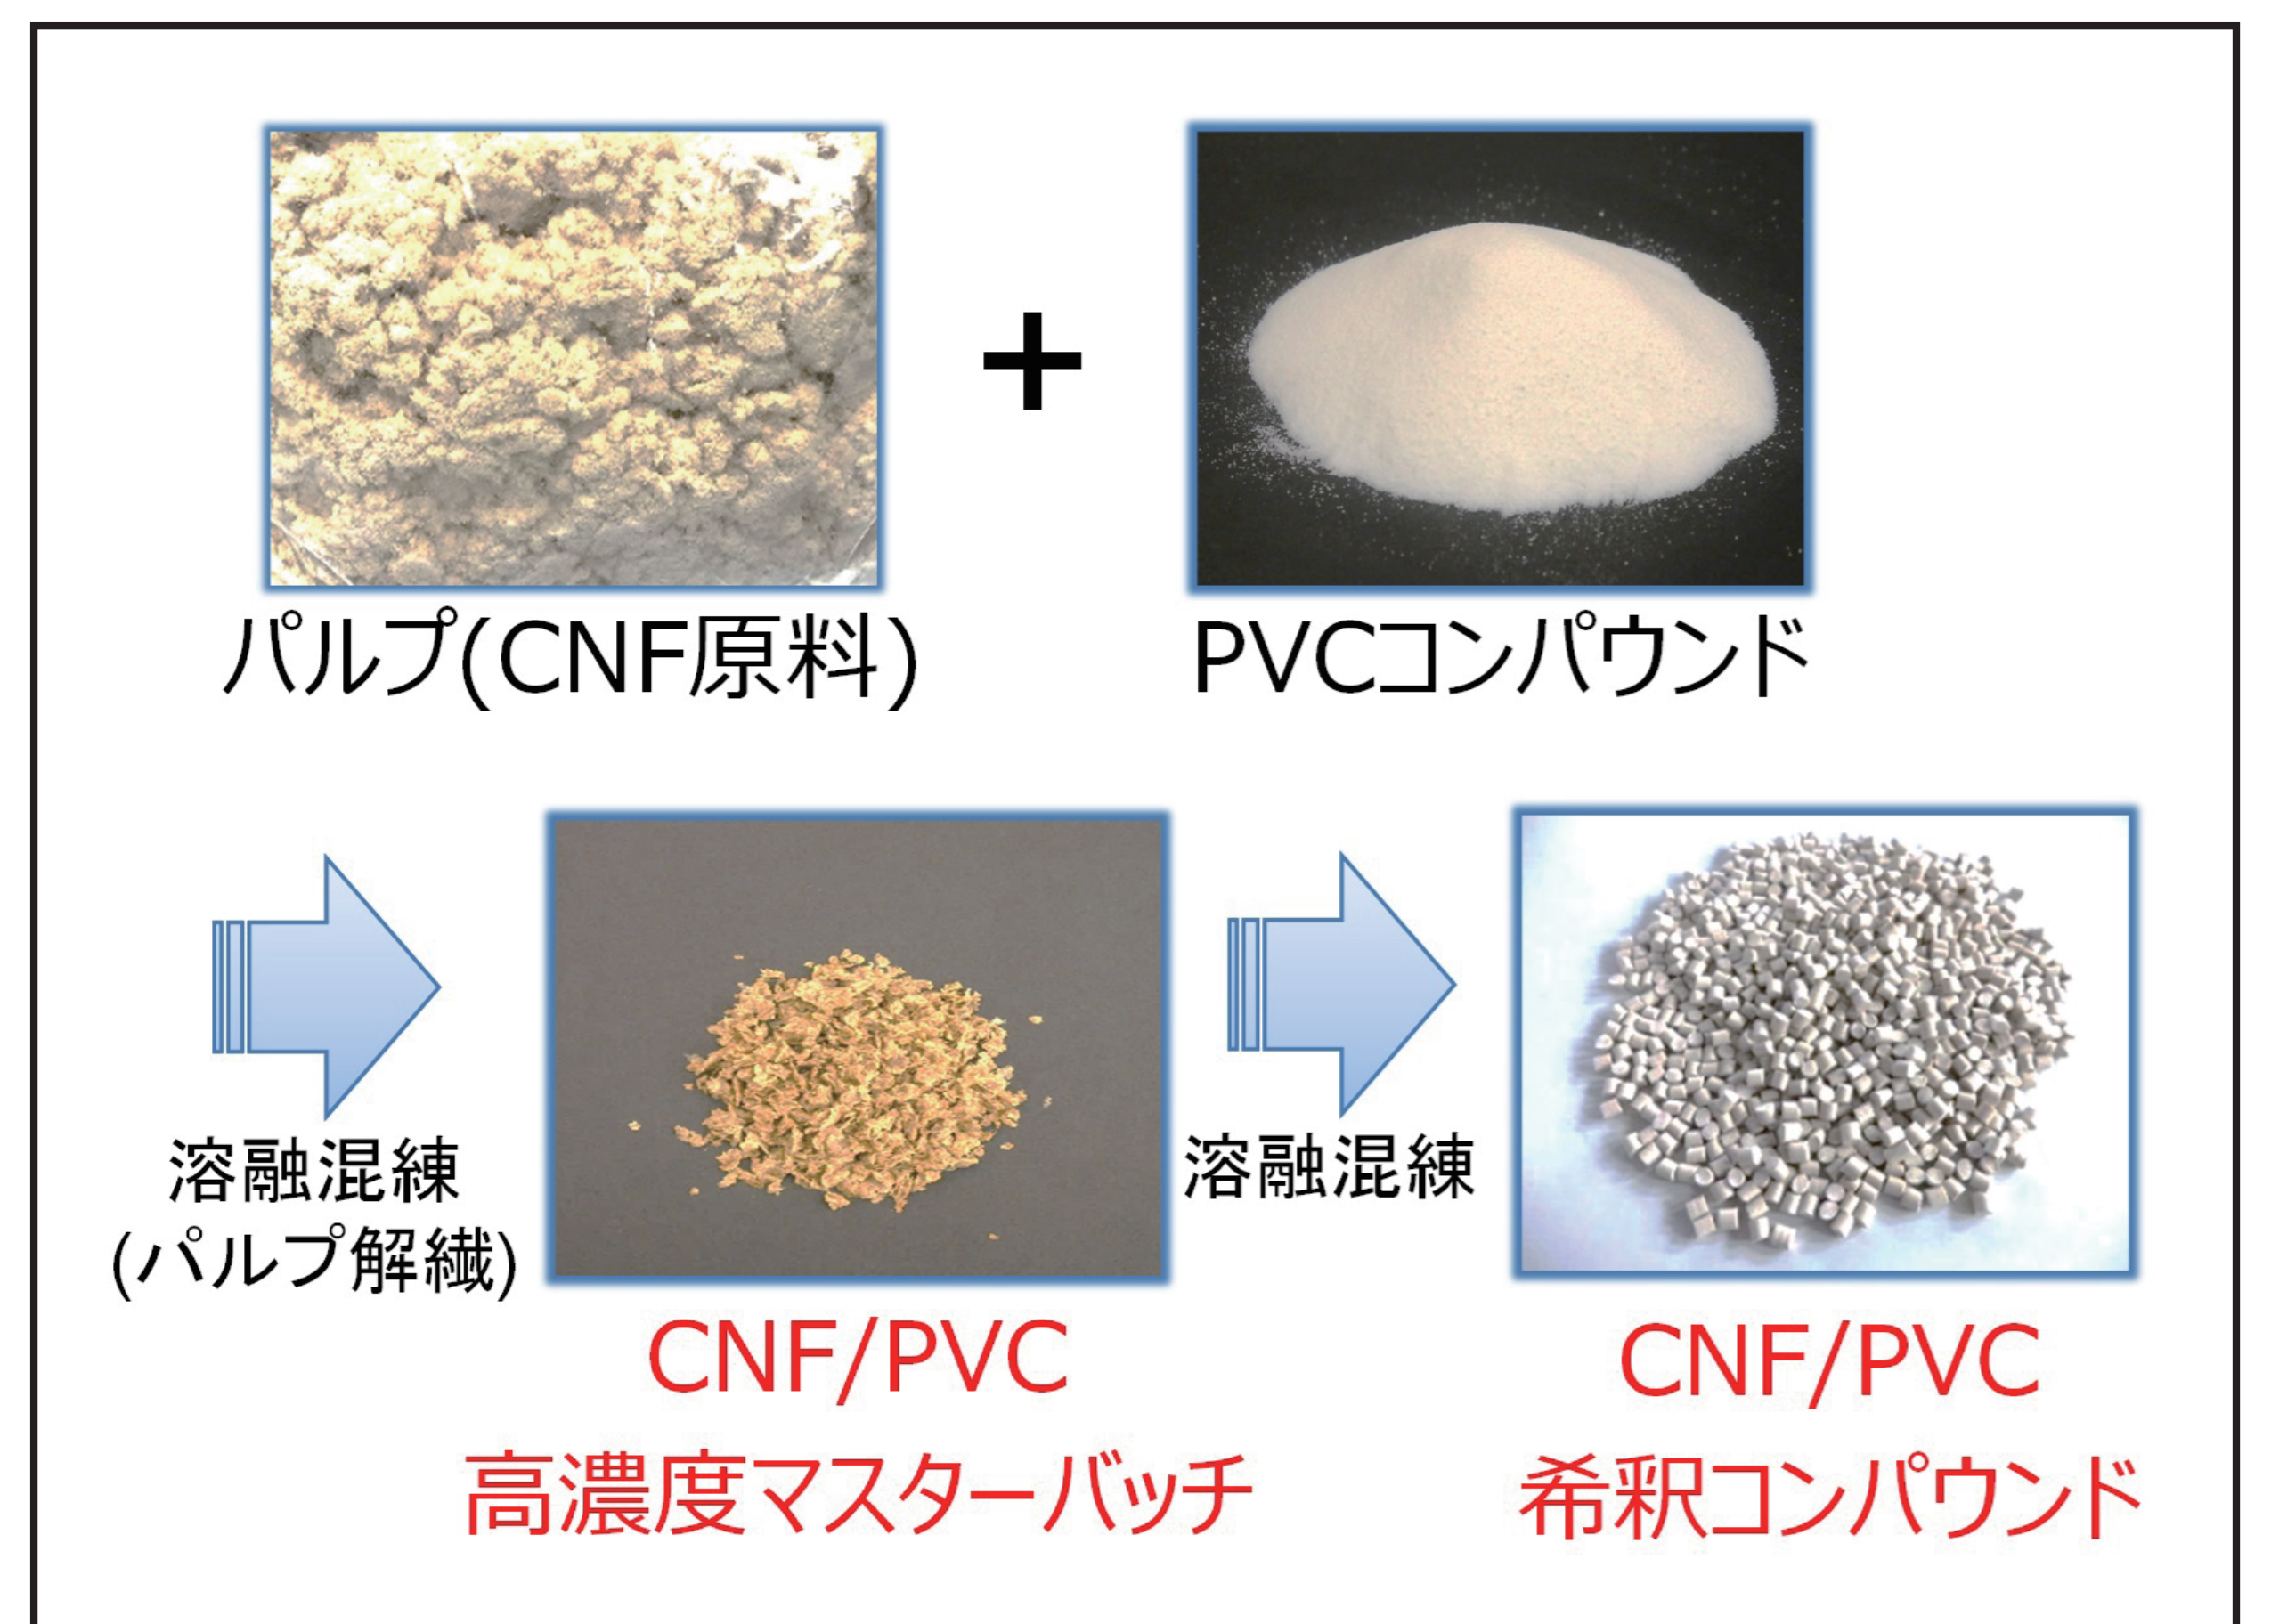 +
パルプ(CNF原料)
PVCコンパウンド
溶融混練
(パルプ解繊)
溶融混練
CNF/PVC
高濃度マスターバッチ
CNF/PVC
希釈コンパウンド